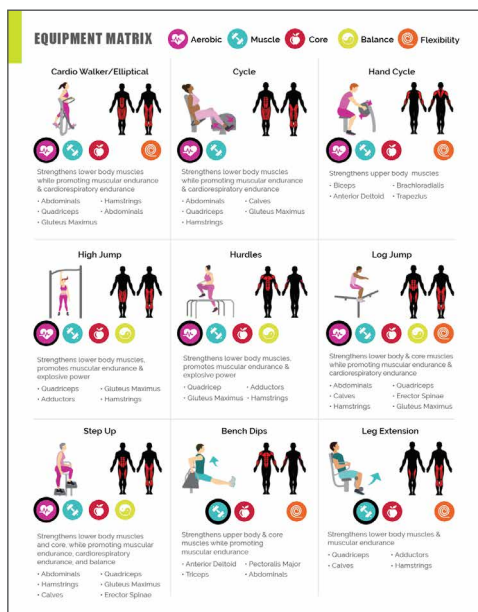 EQUIPMENT MATRIX
Aerobic
Muscle
Core
Balance
Flexibility
Cardio Walker/Elliptical
Strengthens lower body muscles
while promoting muscular endurance
& cardiorespiratory endurance
• Abdominals
• Hamstrings
• Quadriceps
• Abdominals
• Gluteus Maximus
Cycle
Strengthens lower body muscles
while promoting muscular endurance
& cardiorespiratory endurance
• Abdominals
• Calves
• Quadriceps
• Gluteus Maximus
• Hamstrings
Hand Cycle
Strengthens upper body muscles
• Biceps
• Brachloradialls
• Anterior Deltoid
• Trapezius
High Jump
Strengthens lower body muscles,
promotes muscular endurance &
explosive power
• Quadriceps
• Gluteus Maximus
• Adductors
• Hamstrings
Hurdles
Strengthens lower body muscles,
promotes muscular endurance &
explosive power
• Quadricep
• Adductors
• Gluteus Maximus
• Hamstrings
Log Jump
Strengthens lower body & core muscles
while promoting muscular endurance &
cardiorespiratory endurance
• Abdominals
• Quadriceps
• Calves
• Erector Spinae
• Hamstrings
• Gluteus Maximus
Step Up
Strengthens lower body muscles
and core, while promoting muscular
endurance, cardiorespiratory
endurance, and balance.
• Abdominals
• Quadriceps
• Hamstrings
• Gluteus Maximus
• Calves
• Erector Spinae
Bench Dips
Strengthens upper body & core
muscles while promoting
muscular endurance
• Anterior Deltoid
• Pectoralis Major
• Triceps
• Abdominals
Leg Extension
Strengthens lower body muscles &
muscular endurance
• Quadriceps
• Adductors
• Calves
• Hamstrings